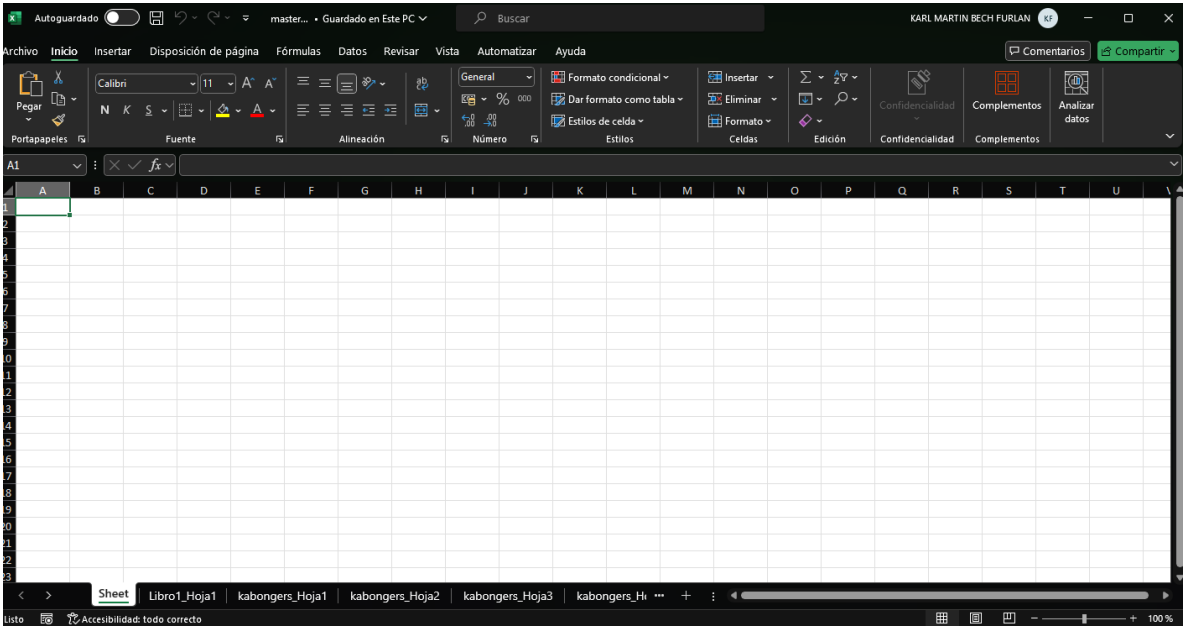 Autoguardado master... • Guardado en Este PC Buscar KARL MARTIN BECH FURLAN KF
Archivo Inicio Insertar Disposición de página Fórmulas Datos Revisar Vista Automatizar Ayuda Comentarios Compartir
Calibri 11 A A General Formato condicional Insertar
Pegar N K S A ab % 000 Dar formato como tabla Eliminar Confidencialidad Complementos Analizar datos
Estilos de celda Formato
Portapapeles Fuente Alineación Número Estilos Celdas Edición Confidencialidad Complementos
A1 fx
A B C D E F G H I J K L M N O P Q R S T U
1
2
3
4
5
6
7
8
9
10
11
12
13
14
15
16
17
18
19
20
21
22
23
Sheet Libro1_Hoja1 kabongers_Hoja1 kabongers_Hoja2 kabongers_Hoja3 kabongers_H
Listo Accesibilidad: todo correcto 100 %